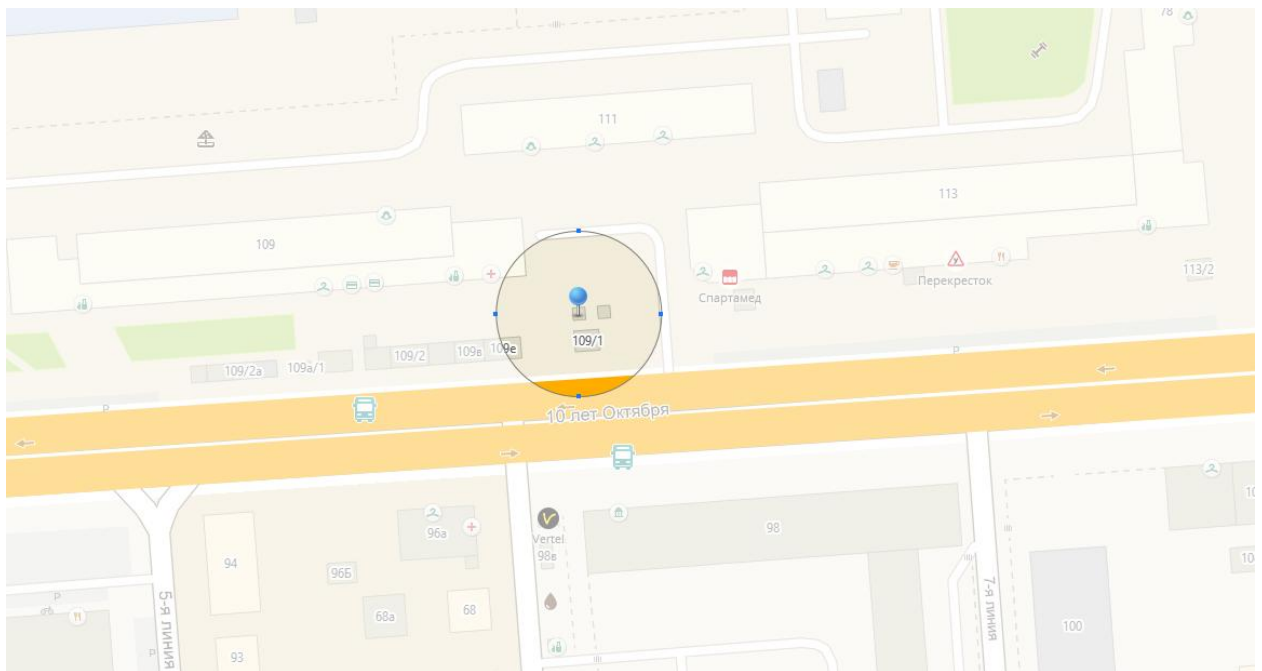 78
111
113
109
113/2
Перекресток
Спартамед
109/1
109е
109в
109/2
109а/1
109/2а
P
P
10 лет Октября
Vertel
98в
98
96а
94
96Б
68а
68
93
P
P
5-я линия
7-я линия
100
10